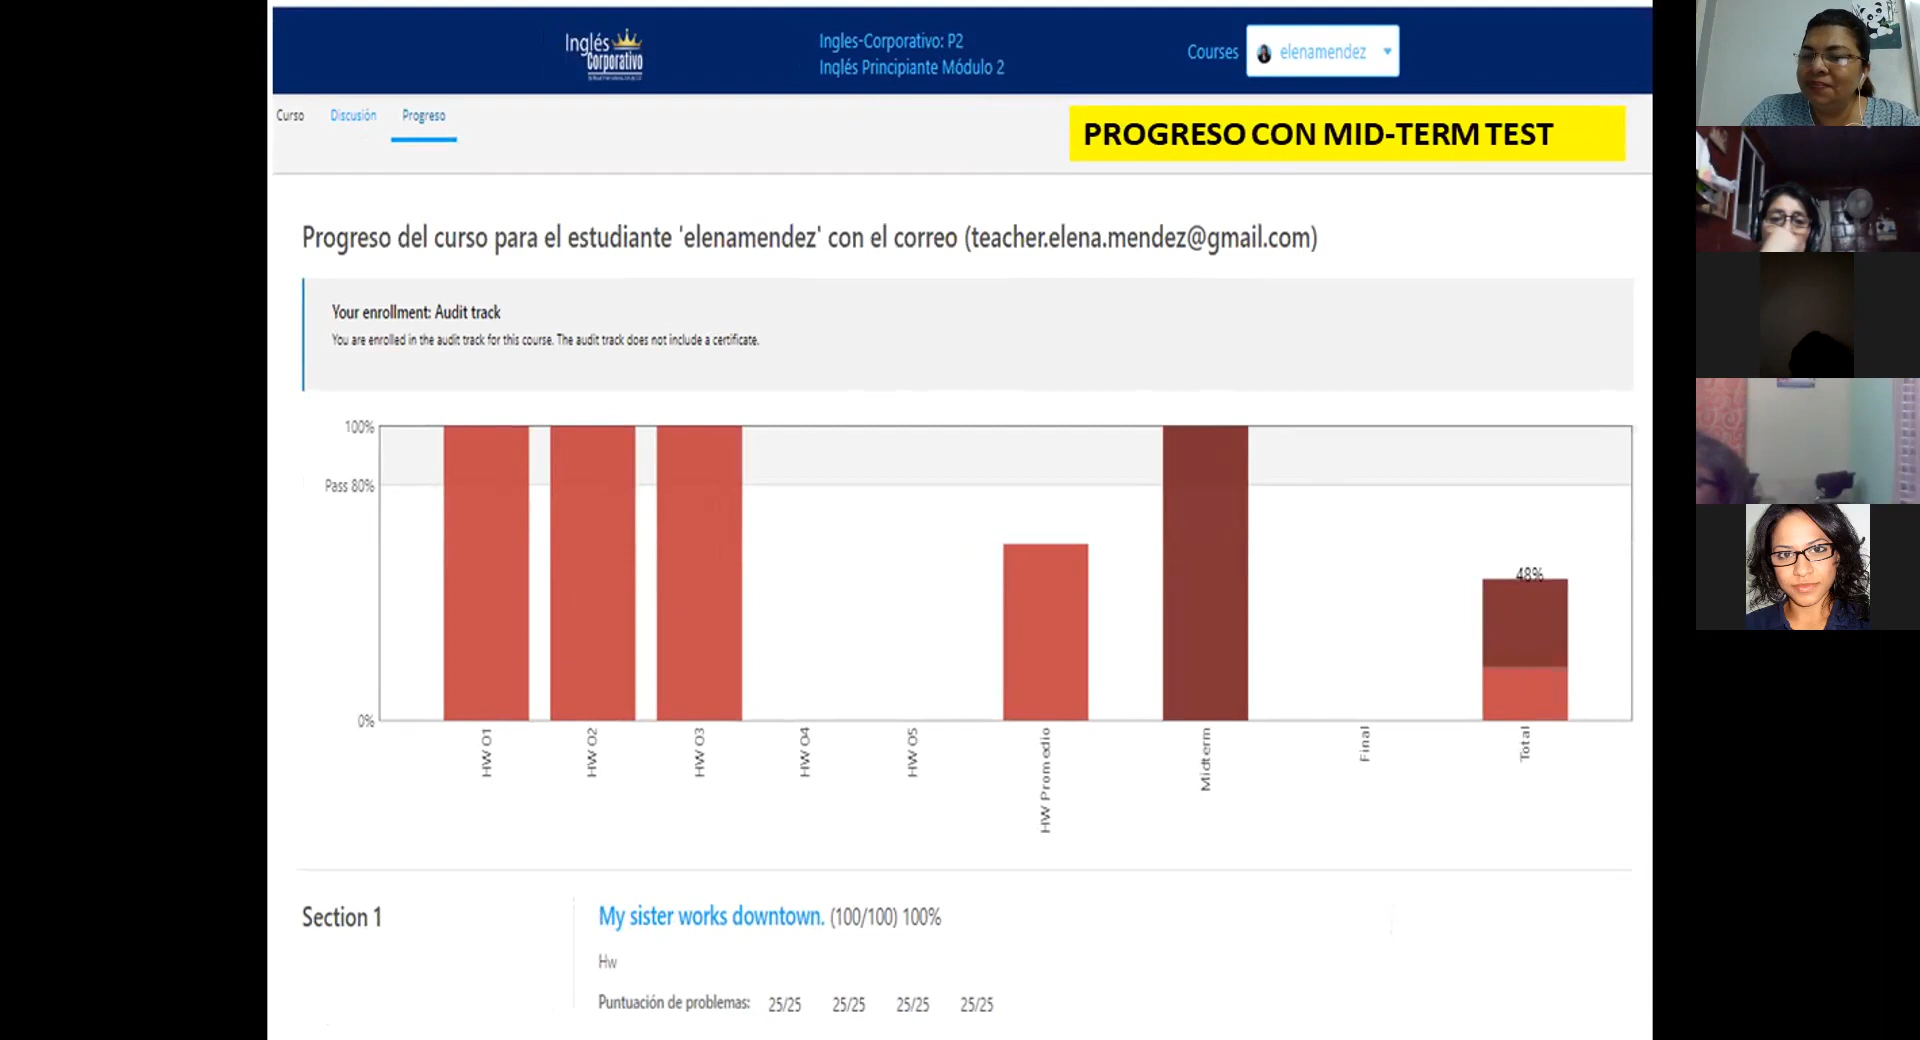 Inglés
Corporativo
Ingles-Corporativo: P2
Inglés Principiante Módulo 2
Courses
elenamendez
Curso
Discusión
Progreso
PROGRESO CON MID-TERM TEST
Progreso del curso para el estudiante 'elenamendez' con el correo (teacher.elena.mendez@gmail.com)
Your enrollment: Audit track
You are enrolled in the audit track for this course. The audit track does not include a certificate.
100%
Pass 80%
0%
48%
HW 01
HW 02
HW 03
HW 04
HW 05
HW Promedio
Midterm
Final
Total
Section 1
My sister works downtown. (100/100) 100%
Hw
Puntuación de problemas: 25/25 25/25 25/25 25/25